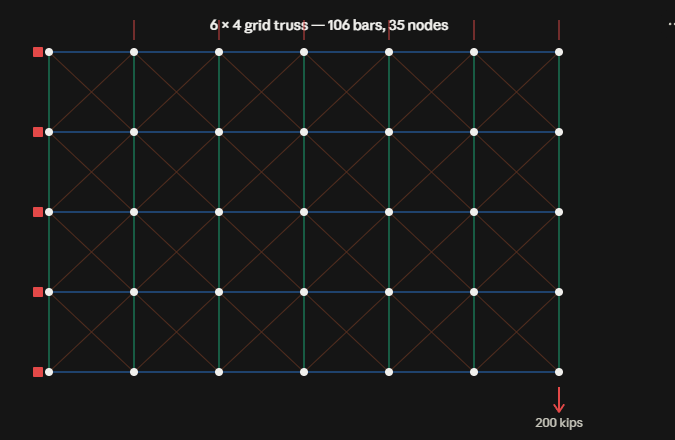 6 × 4 grid truss — 106 bars, 35 nodes
200 kips